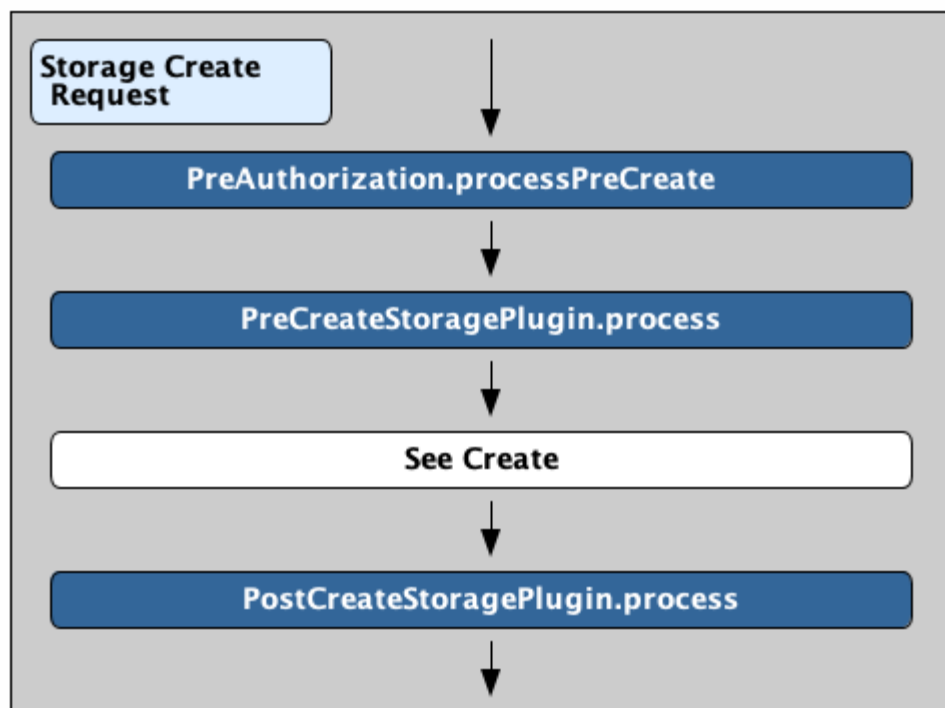 Storage Create
Request
PreAuthorization.processPreCreate
PreCreateStoragePlugin.process
See Create
PostCreateStoragePlugin.process